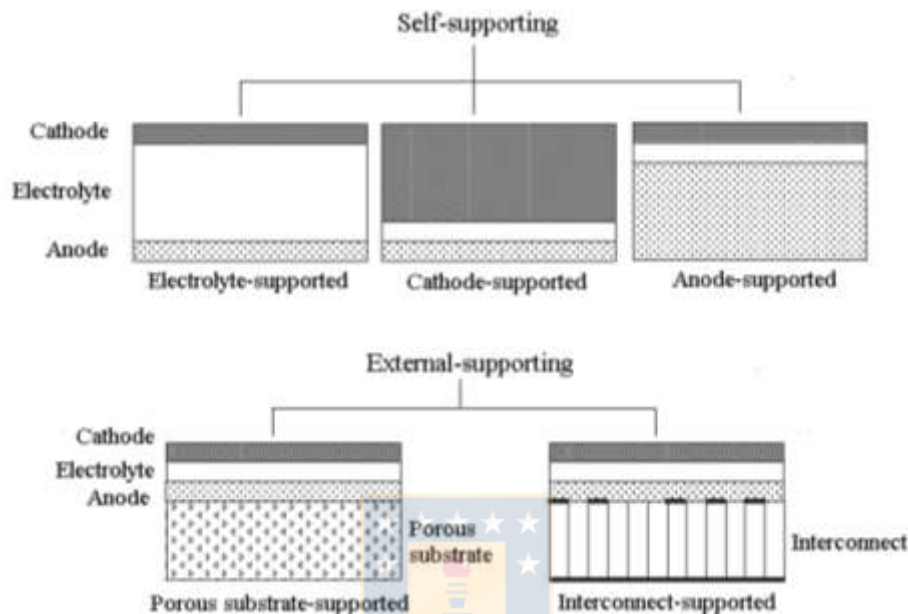 Self-supporting
Cathode
Electrolyte
Anode
Electrolyte-supported
Cathode-supported
Anode-supported
External-supporting
Cathode
Electrolyte
Anode
Porous
substrate
Interconnect
Porous substrate-supported
Interconnect-supported